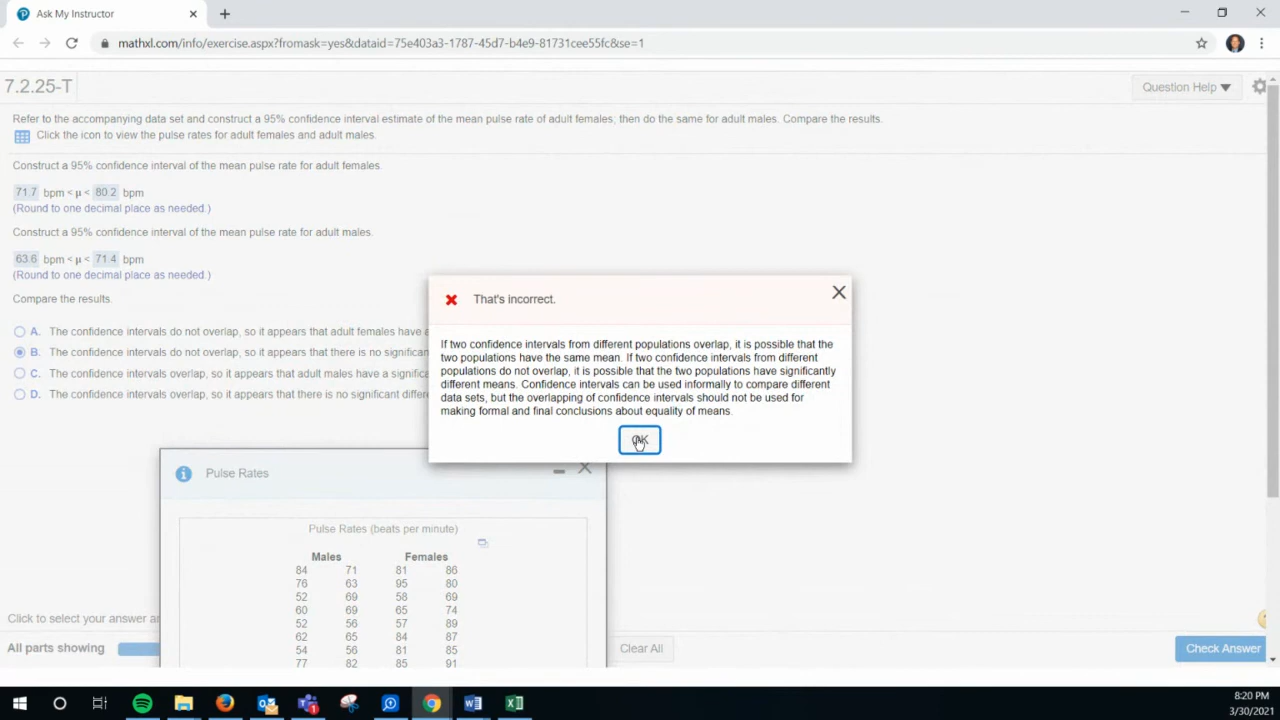 Ask My Instructor
mathxl.com/info/exercise.aspx?fromask=yes&dataid=75e403a3-1787-45d7-b4e9-81731cee55fc&se=1
7.2.25-T
Question Help
Refer to the accompanying data set and construct a 95% confidence interval estimate of the mean pulse rate of adult females; then do the same for adult males. Compare the results.
Click the icon to view the pulse rates for adult females and adult males.
Construct a 95% confidence interval of the mean pulse rate for adult females.
71.7 bpm < μ < 80.2 bpm
(Round to one decimal place as needed.)
Construct a 95% confidence interval of the mean pulse rate for adult males.
63.6 bpm < μ < 71.4 bpm
(Round to one decimal place as needed.)
Compare the results.
A. The confidence intervals do not overlap, so it appears that adult females have a
B. The confidence intervals do not overlap, so it appears that there is no significan
C. The confidence intervals overlap, so it appears that adult males have a signific
D. The confidence intervals overlap, so it appears that there is no significant differe
That's incorrect.
If two confidence intervals from different populations overlap, it is possible that the
two populations have the same mean. If two confidence intervals from different
populations do not overlap, it is possible that the two populations have significantly
different means. Confidence intervals can be used informally to compare different
data sets, but the overlapping of confidence intervals should not be used for
making formal and final conclusions about equality of means.
OK
Pulse Rates
Pulse Rates (beats per minute)
Males Females
84 71 81 86
76 63 95 80
52 69 58 69
60 69 65 74
52 56 57 89
62 65 84 87
54 56 81 85
77 82 85 91
Click to select your answer a
All parts showing
Clear All
Check Answer
8:20 PM
3/30/2021